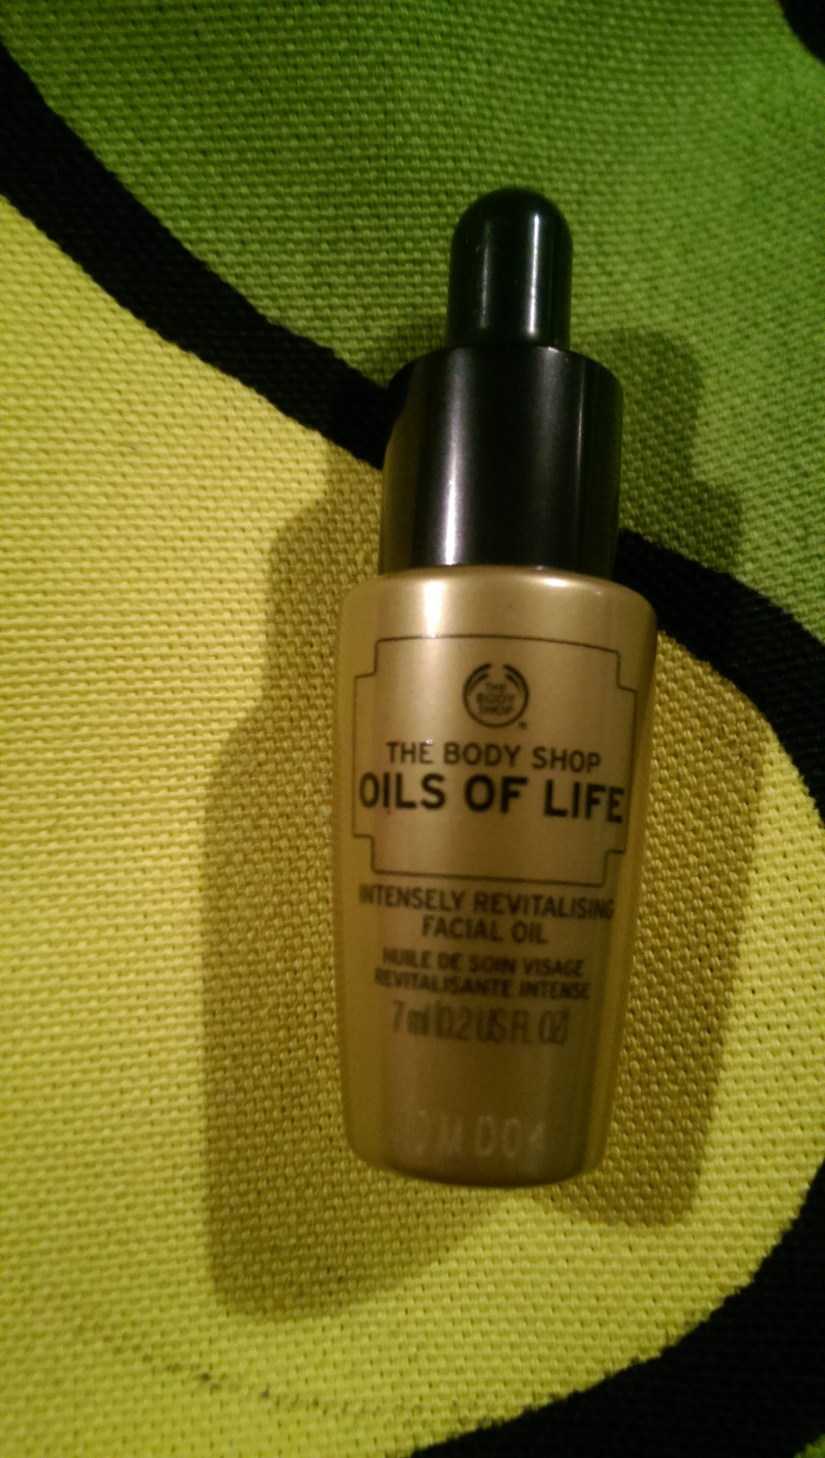 THE
BODY
SHOP
THE BODY SHOP
OILS OF LIFE
INTENSELY REVITALISING
FACIAL OIL
HUILE DE SOIN VISAGE
REVITALISANTE INTENSE
7 ml 0.2 US FL OZ